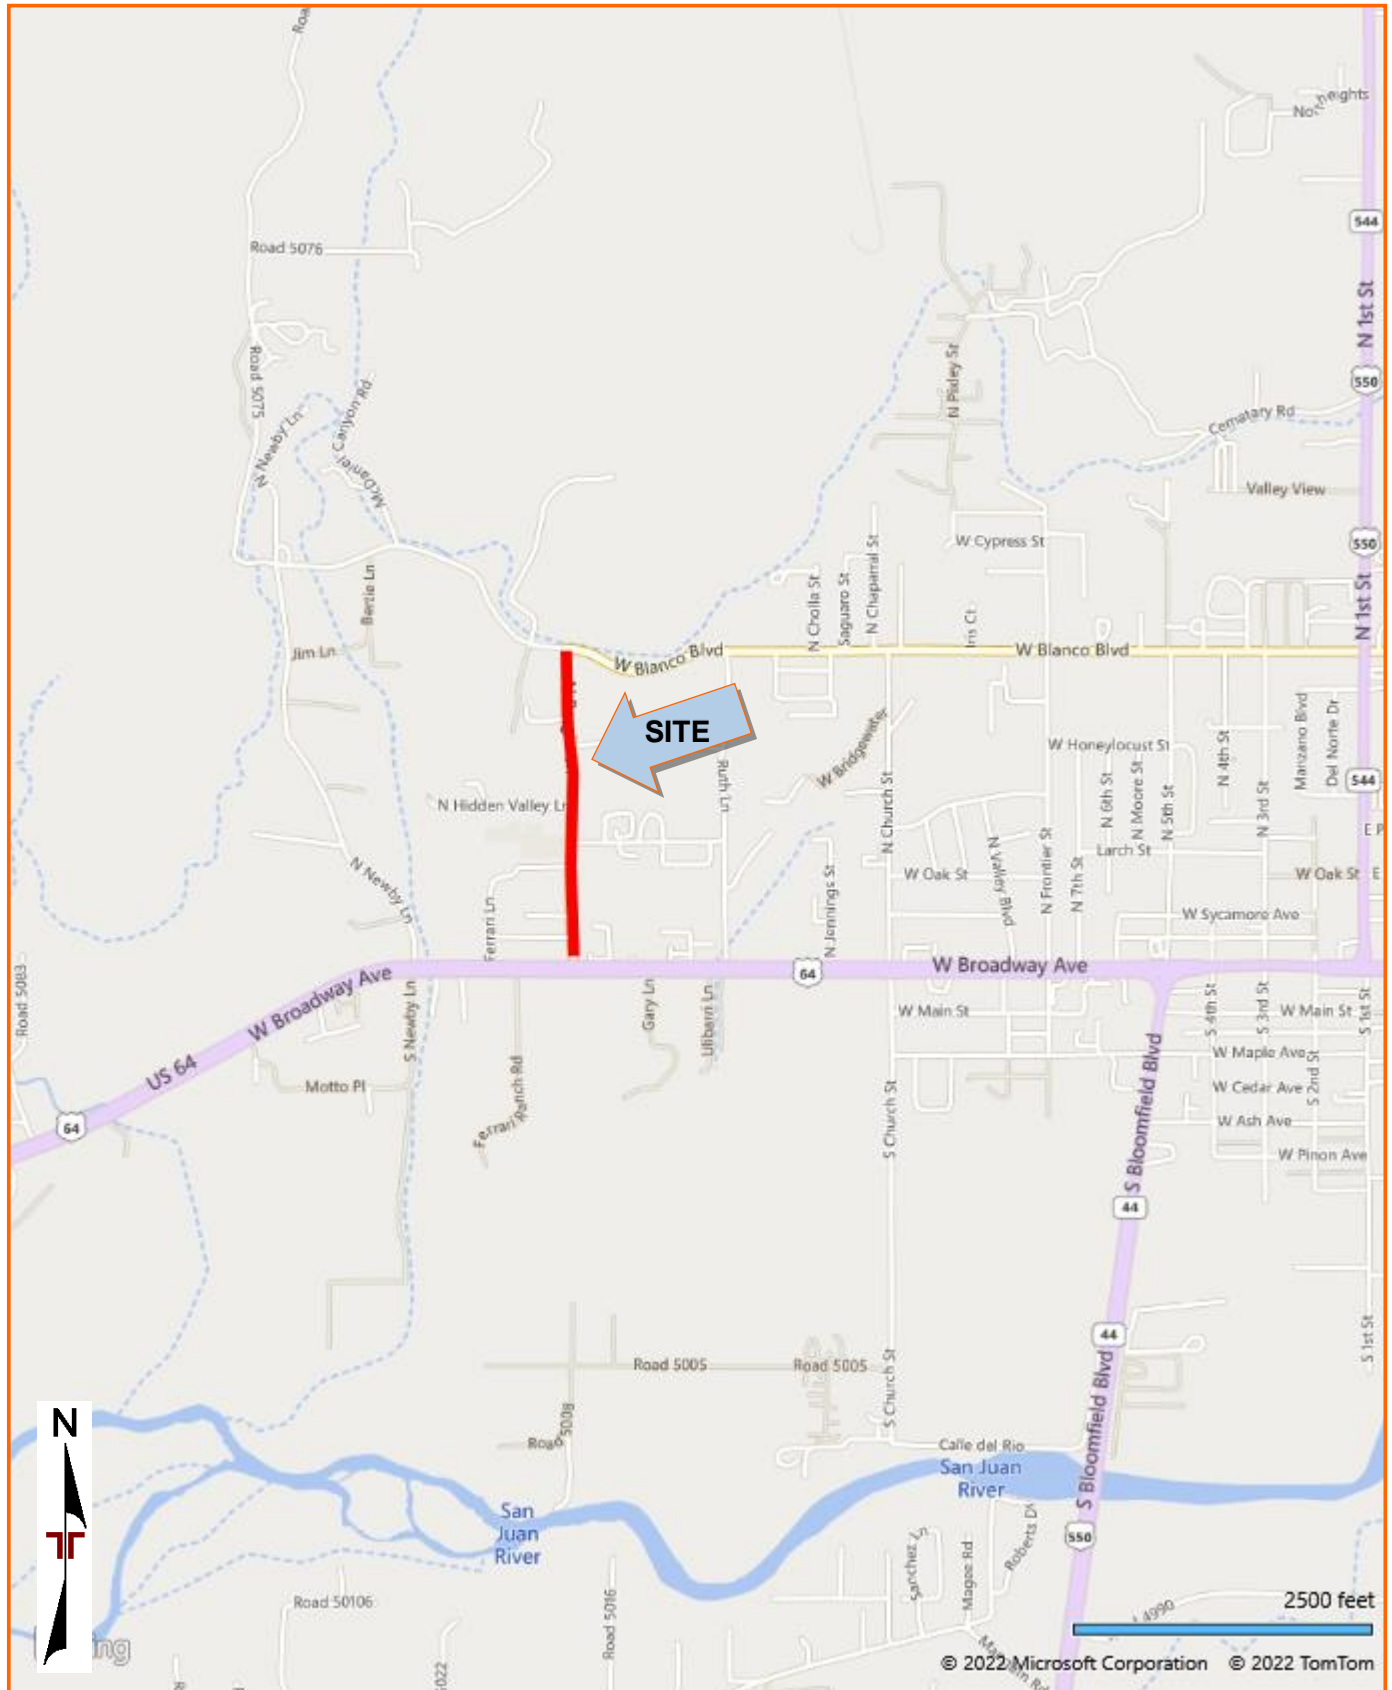 Road 5076
Road 5075
N Newby Ln
McDaniel Canyon Rd
Bertie Ln
Jim Ln
544
N 1st St
550
N Pixley St
Cematary Rd
Valley View
550
N 1st St
W Cypress St
N Cholla St
Saguaro St
N Chaparral St
Iris Ct
W Blanco Blvd
W Blanco Blvd
SITE
Ruth Ln
W Bridgewater
N Church St
W Honeylocust St
N 4th St
Manzano Blvd
Del Norte Dr
544
N Hidden Valley Ln
N 6th St
N Moore St
N 5th St
N 3rd St
Larch St
N Newby Ln
Ferrari Ln
N Jennings St
W Oak St
N Valley Blvd
N Frontier St
N 7th St
W Oak St
E
W Sycamore Ave
W Broadway Ave
64
W Broadway Ave
Road 5083
US 64
64
S Newby Ln
Motto Pl
Ferrari Ranch Rd
Gary Ln
Ulibarri Ln
W Main St
S 4th St
S 3rd St
W Main St
S 1st St
W Maple Ave
S 2nd St
W Cedar Ave
W Ash Ave
W Pinon Ave
S Church St
S Bloomfield Blvd
44
44
S 1st St
Road 5005
Road 5005
S Church St
Road 5008
Calle del Rio
San Juan
River
S Bloomfield Blvd
550
N
San
Juan
River
Sanchez Ln
Magee Rd
Roberts Dr
Road 50106
Road 5016
4990
2500 feet
© 2022 Microsoft Corporation © 2022 TomTom